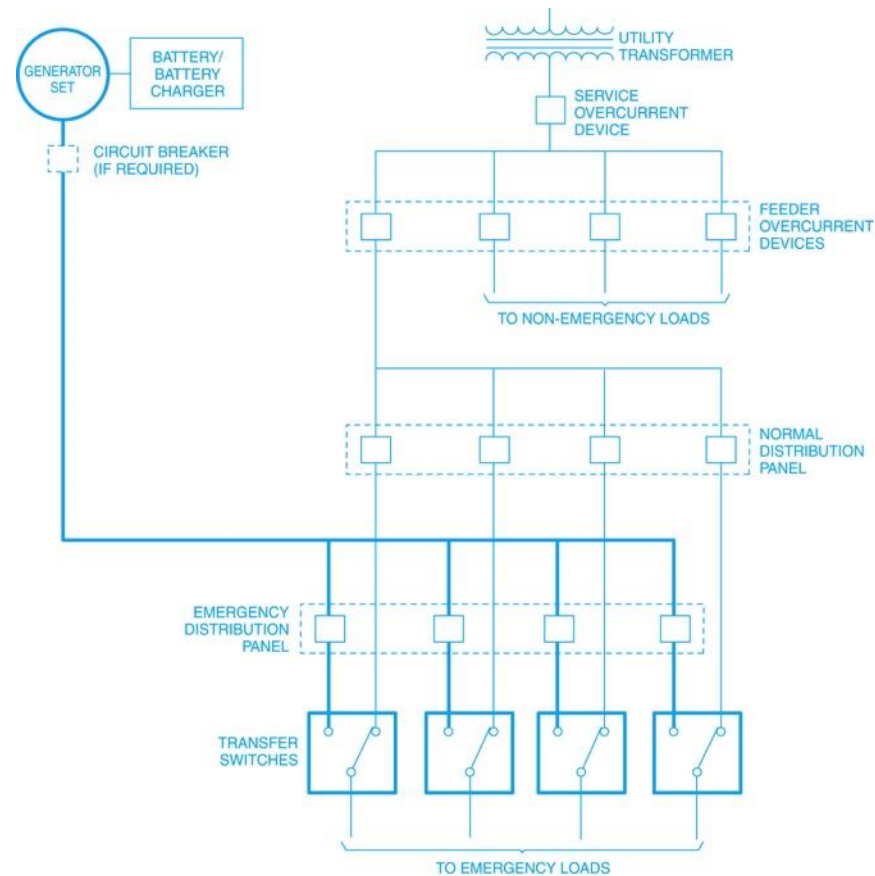 GENERATOR
SET
BATTERY/
BATTERY
CHARGER
UTILITY
TRANSFORMER
SERVICE
OVERCURRENT
DEVICE
CIRCUIT BREAKER
(IF REQUIRED)
FEEDER
OVERCURRENT
DEVICES
TO NON-EMERGENCY LOADS
NORMAL
DISTRIBUTION
PANEL
EMERGENCY
DISTRIBUTION
PANEL
TRANSFER
SWITCHES
TO EMERGENCY LOADS